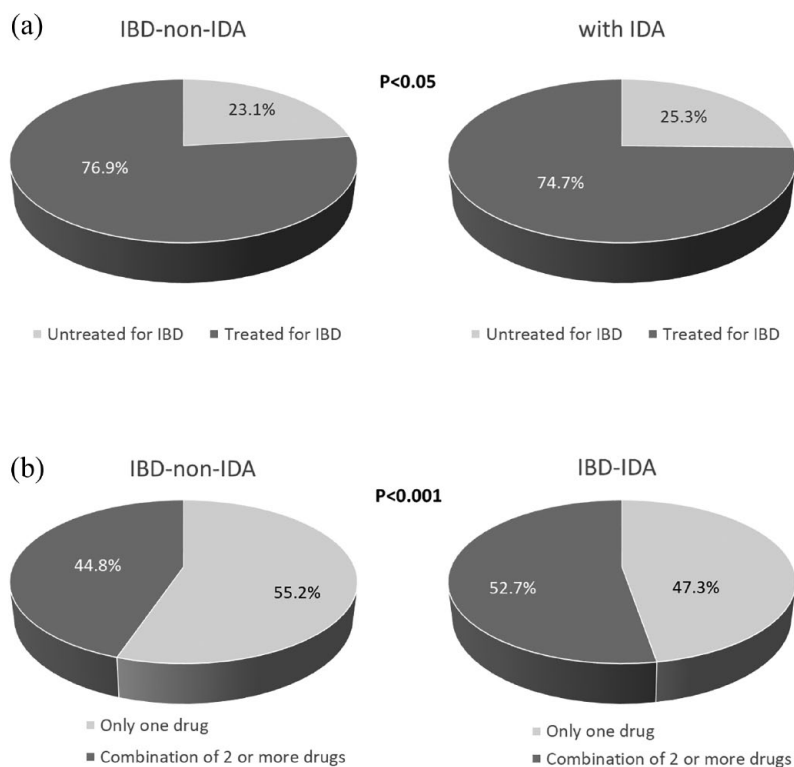 (a)
IBD-non-IDA
with IDA
P<0.05
23.1%
76.9%
25.3%
74.7%
Untreated for IBD Treated for IBD
Untreated for IBD Treated for IBD
(b)
IBD-non-IDA
IBD-IDA
P<0.001
44.8%
55.2%
52.7%
47.3%
Only one drug
Combination of 2 or more drugs
Only one drug
Combination of 2 or more drugs